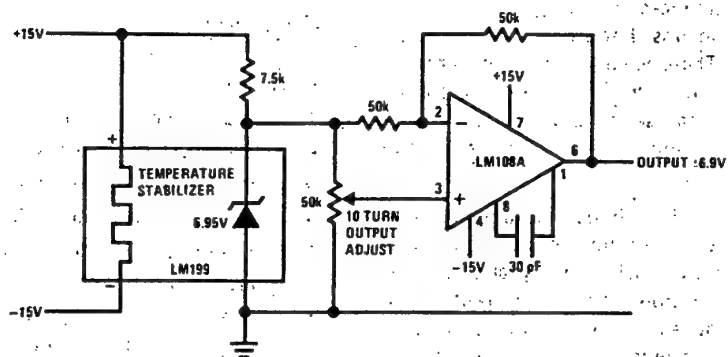 +15V
50k
7.5k
+15V
50k
2
−
7
6
LM108A
OUTPUT ±6.9V
+
TEMPERATURE
STABILIZER
50k
3
+
1
6.95V
10 TURN
OUTPUT
ADJUST
8
4
−15V
30 pF
LM199
−
−15V